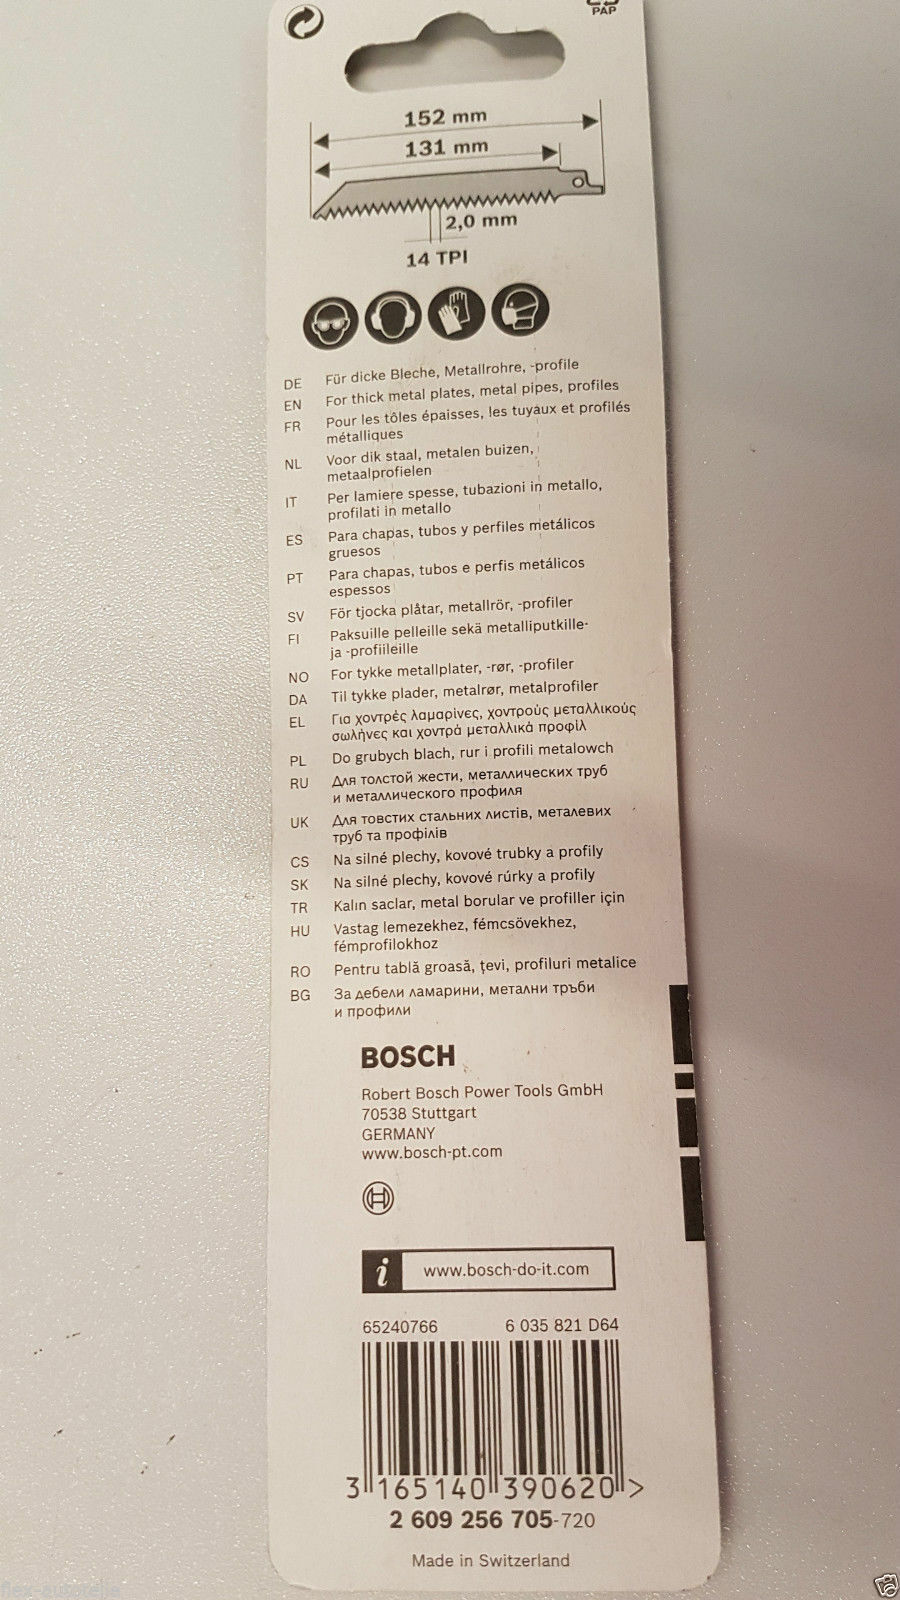 PAP
152 mm
131 mm
2,0 mm
14 TPI
DE Für dicke Bleche, Metallrohre, -profile
EN For thick metal plates, metal pipes, profiles
FR Pour les tôles épaisses, les tuyaux et profilés
métalliques
NL Voor dik staal, metalen buizen,
metaalprofielen
IT Per lamiere spesse, tubazioni in metallo,
profilati in metallo
ES Para chapas, tubos y perfiles metálicos
gruesos
PT Para chapas, tubos e perfis metálicos
espessos
SV För tjocka plåtar, metallrör, -profiler
FI Paksuille pelleille sekä metalliputkille-
ja -profiileille
NO For tykke metallplater, -rør, -profiler
DA Til tykke plader, metalrør, metalprofiler
EL Για χοντρές λαμαρίνες, χοντρούς μεταλλικούς
σωλήνες και χοντρά μεταλλικά προφίλ
PL Do grubych blach, rur i profili metalowch
RU Для толстой жести, металлических труб
и металлического профиля
UK Для товстих стальних листів, металевих
труб та профілів
CS Na silné plechy, kovové trubky a profily
SK Na silné plechy, kovové rúrky a profily
TR Kalın saclar, metal borular ve profiller için
HU Vastag lemezekhez, fémcsövekhez,
fémprofilokhoz
RO Pentru tablă groasă, țevi, profiluri metalice
BG За дебели ламарини, метални тръби
и профили
BOSCH
Robert Bosch Power Tools GmbH
70538 Stuttgart
GERMANY
www.bosch-pt.com
i www.bosch-do-it.com
65240766 6 035 821 D64
3 165140 390620 >
2 609 256 705-720
Made in Switzerland